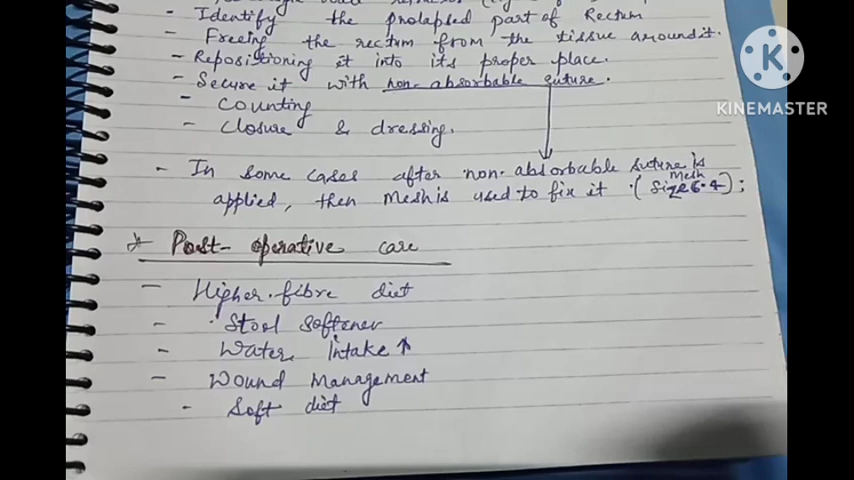 - Identify the prolapsed part of Rectum
- Freeing the rectum from the tissue around it.
- Repositioning it into its proper place.
- Secure it with non-absorbable suture.
- Counting
- Closure & dressing.
- In some cases after non-absorbable suture is
applied, then Mesh is used to fix it. (Mesh Size 6.4);
* Post-operative care
- Higher-fibre diet
- Stool softener
- Water intake ↑
- Wound management
- Soft diet
K
KINEMASTER